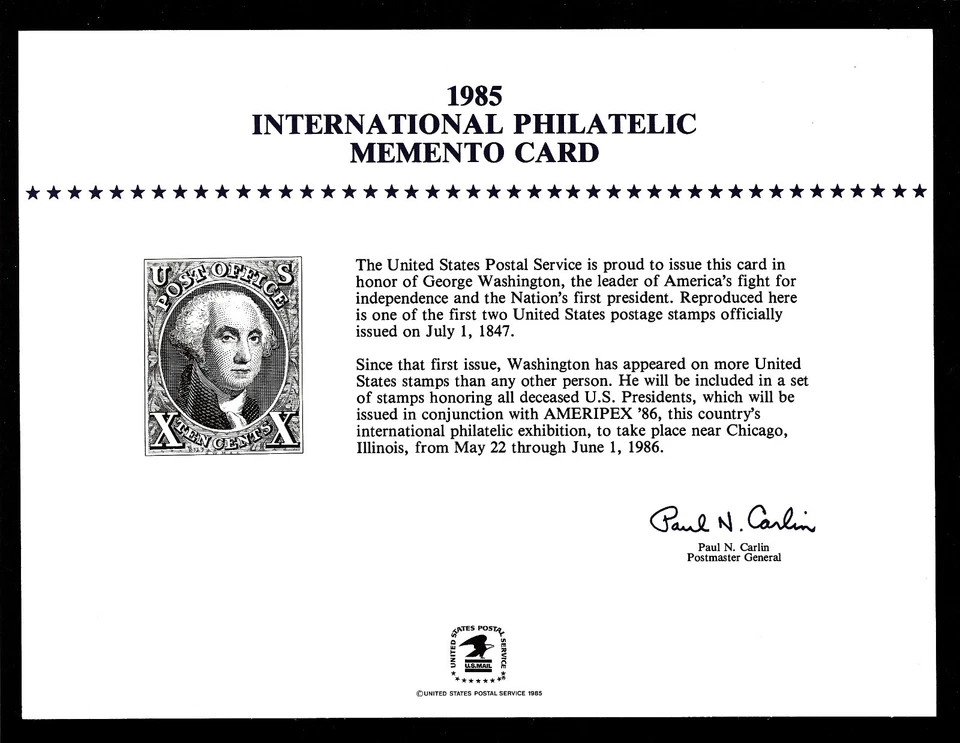 1985
INTERNATIONAL PHILATELIC
MEMENTO CARD
U S
POST OFFICE
X X
TEN CENTS
The United States Postal Service is proud to issue this card in
honor of George Washington, the leader of America's fight for
independence and the Nation's first president. Reproduced here
is one of the first two United States postage stamps officially
issued on July 1, 1847.
Since that first issue, Washington has appeared on more United
States stamps than any other person. He will be included in a set
of stamps honoring all deceased U.S. Presidents, which will be
issued in conjunction with AMERIPEX '86, this country's
international philatelic exhibition, to take place near Chicago,
Illinois, from May 22 through June 1, 1986.
Paul N. Carlin
Paul N. Carlin
Postmaster General
UNITED STATES POSTAL SERVICE
U.S.MAIL
©UNITED STATES POSTAL SERVICE 1985